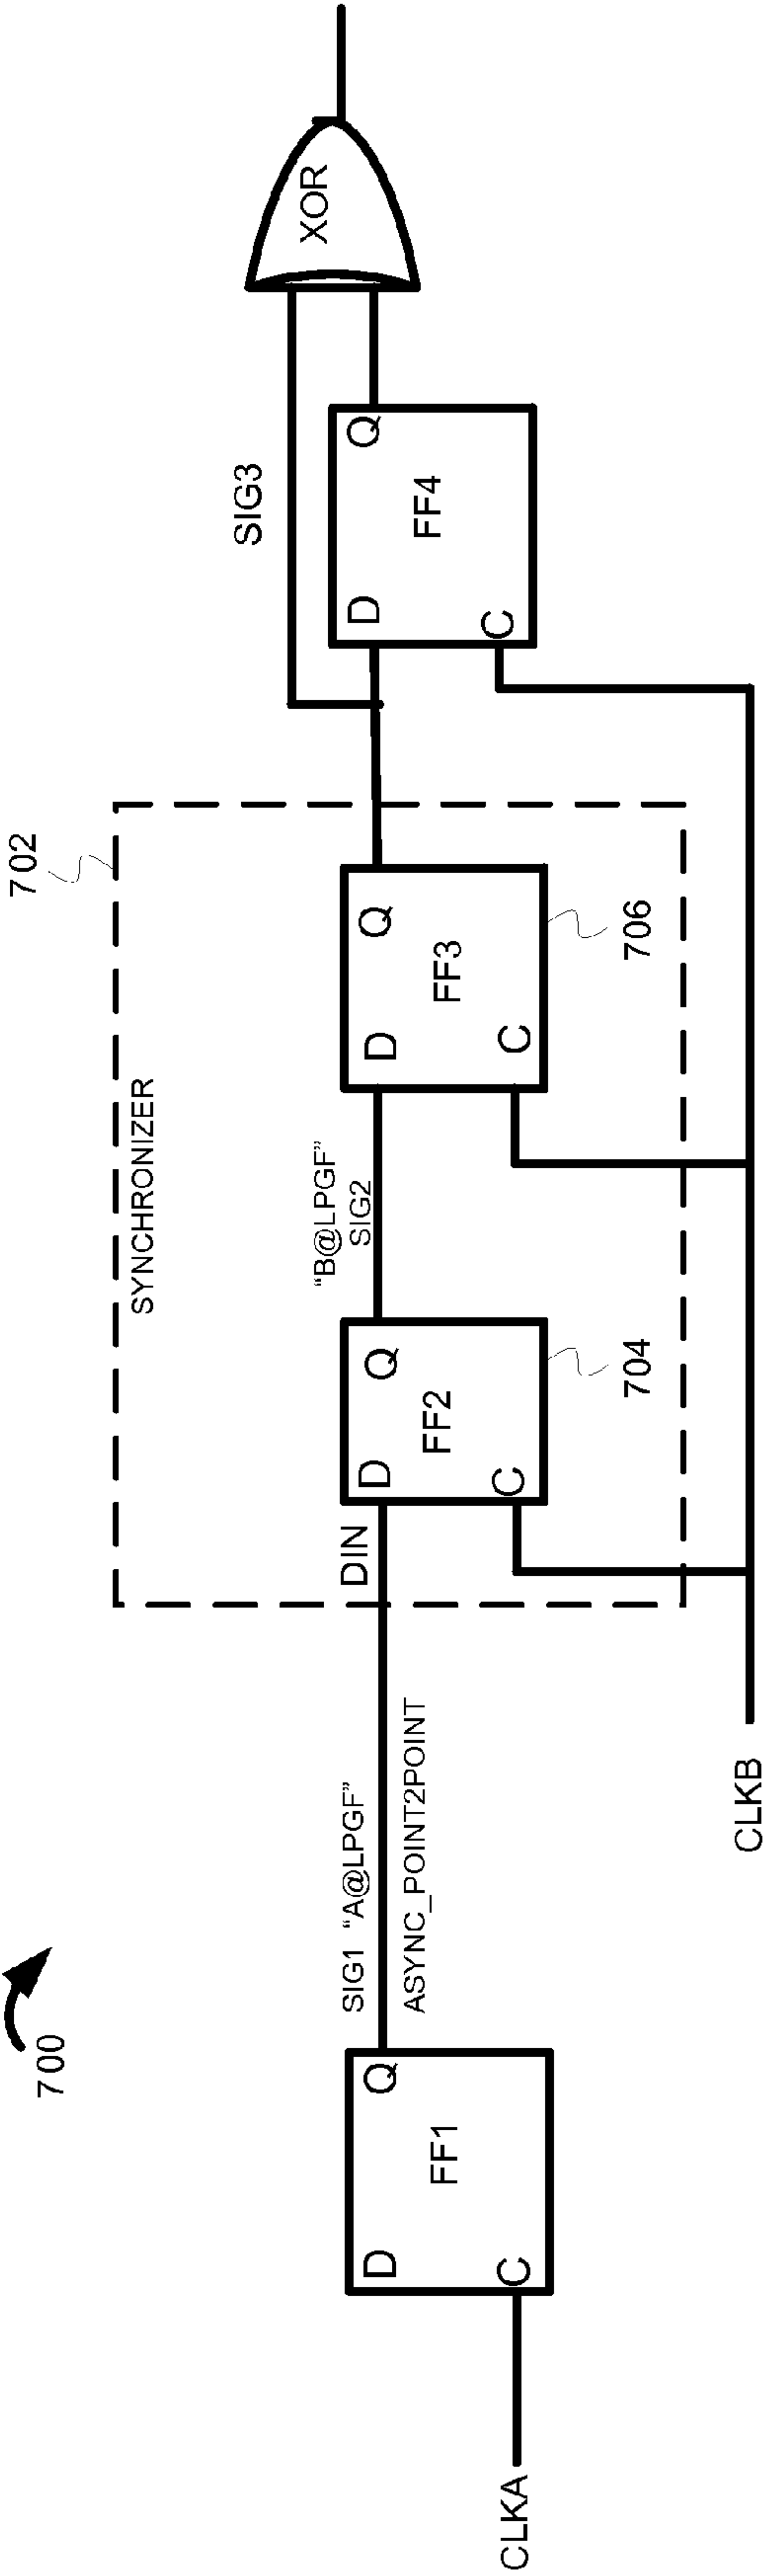 700
702
SYNCHRONIZER
SIG3
XOR
SIG1 "A@LPGF"
ASYNC_POINT2POINT
DIN
“B@LPGF”
SIG2
D
Q
FF1
C
D
Q
FF2
C
704
D
Q
FF3
C
706
D
Q
FF4
C
CLKA
CLKB